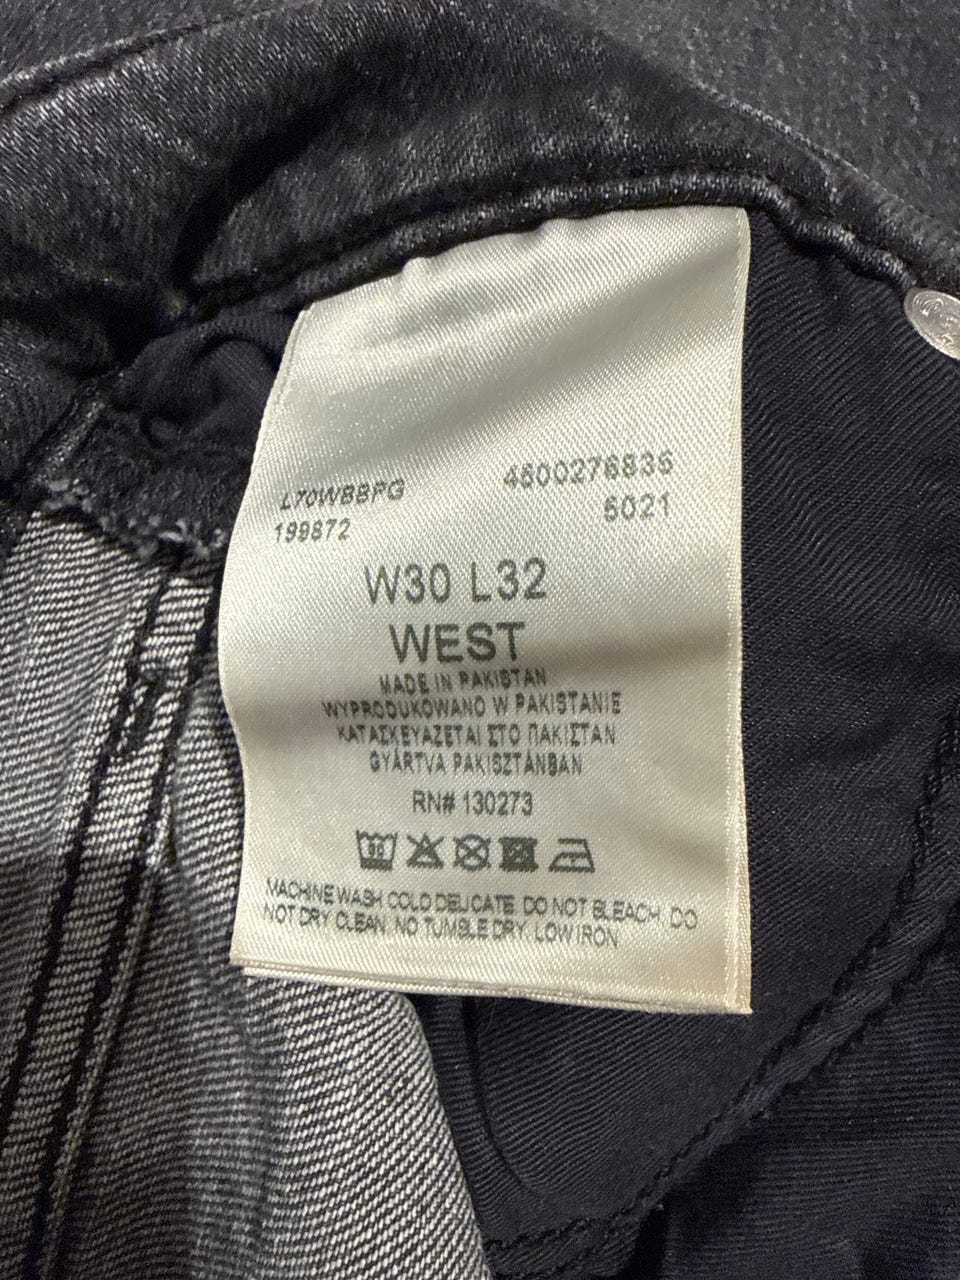 L70WBBPG 4500276836
199872 5021
W30 L32
WEST
MADE IN PAKISTAN
WYPRODUKOWANO W PAKISTANIE
ΚΑΤΑΣΚΕΥΑΖΕΤΑΙ ΣΤΟ ΠΑΚΙΣΤΑΝ
GYÁRTVA PAKISZTÁNBAN
RN# 130273
MACHINE WASH COLD DELICATE DO NOT BLEACH DO
NOT DRY CLEAN NO TUMBLE DRY LOW IRON